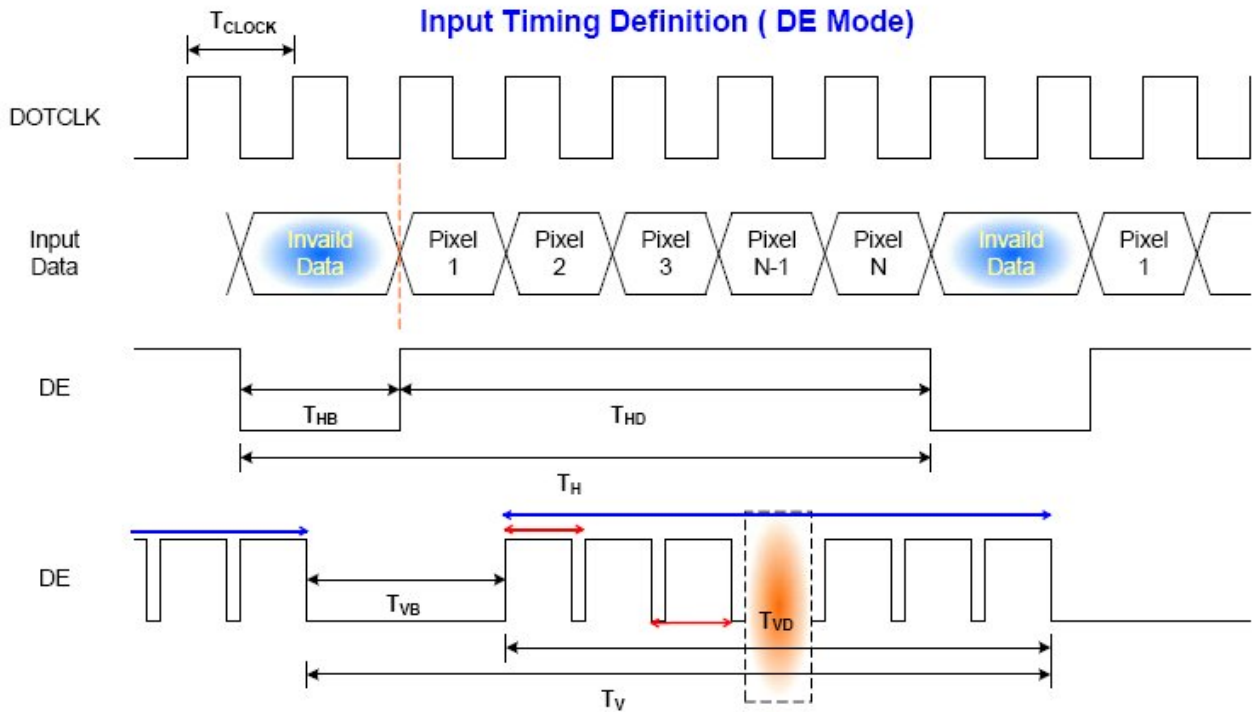 Input Timing Definition ( DE Mode)
TCLOCK
DOTCLK
Input
Data
Invaild
Data
Pixel
1
Pixel
2
Pixel
3
Pixel
N-1
Pixel
N
Invaild
Data
Pixel
1
DE
THB
THD
TH
DE
TVB
TVD
TV